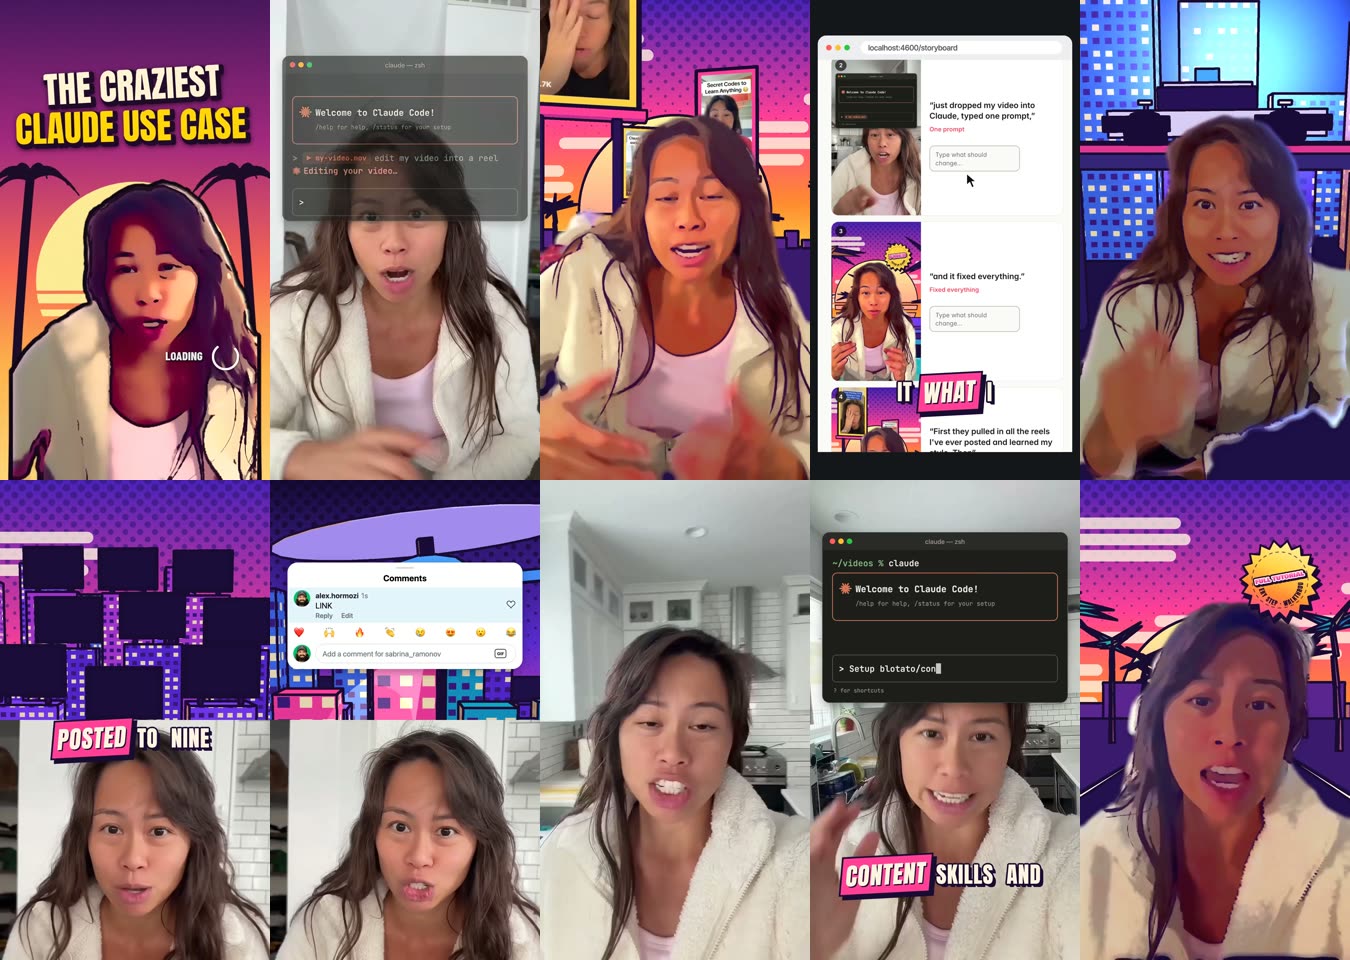 THE CRAZIEST
CLAUDE USE CASE
LOADING
claude — zsh
Welcome to Claude Code!
/help for help, /status for your setup
> ▶ my-video.mov edit my video into a reel
Editing your video…
>
.7K
Secret Codes to
Learn Anything
localhost:4600/storyboard
2
"just dropped my video into
Claude, typed one prompt,"
One prompt
Type what should
change...
3
"and it fixed everything."
Fixed everything
Type what should
change...
IT WHAT I
4
"First they pulled in all the reels
I've ever posted and learned my
style. Then"
POSTED TO NINE
Comments
alex.hormozi 1s
LINK
Reply Edit
Add a comment for sabrina_ramonov
GIF
claude — zsh
~/videos % claude
Welcome to Claude Code!
/help for help, /status for your setup
> Setup blotato/con
? for shortcuts
CONTENT SKILLS AND
FULL TUTORIAL